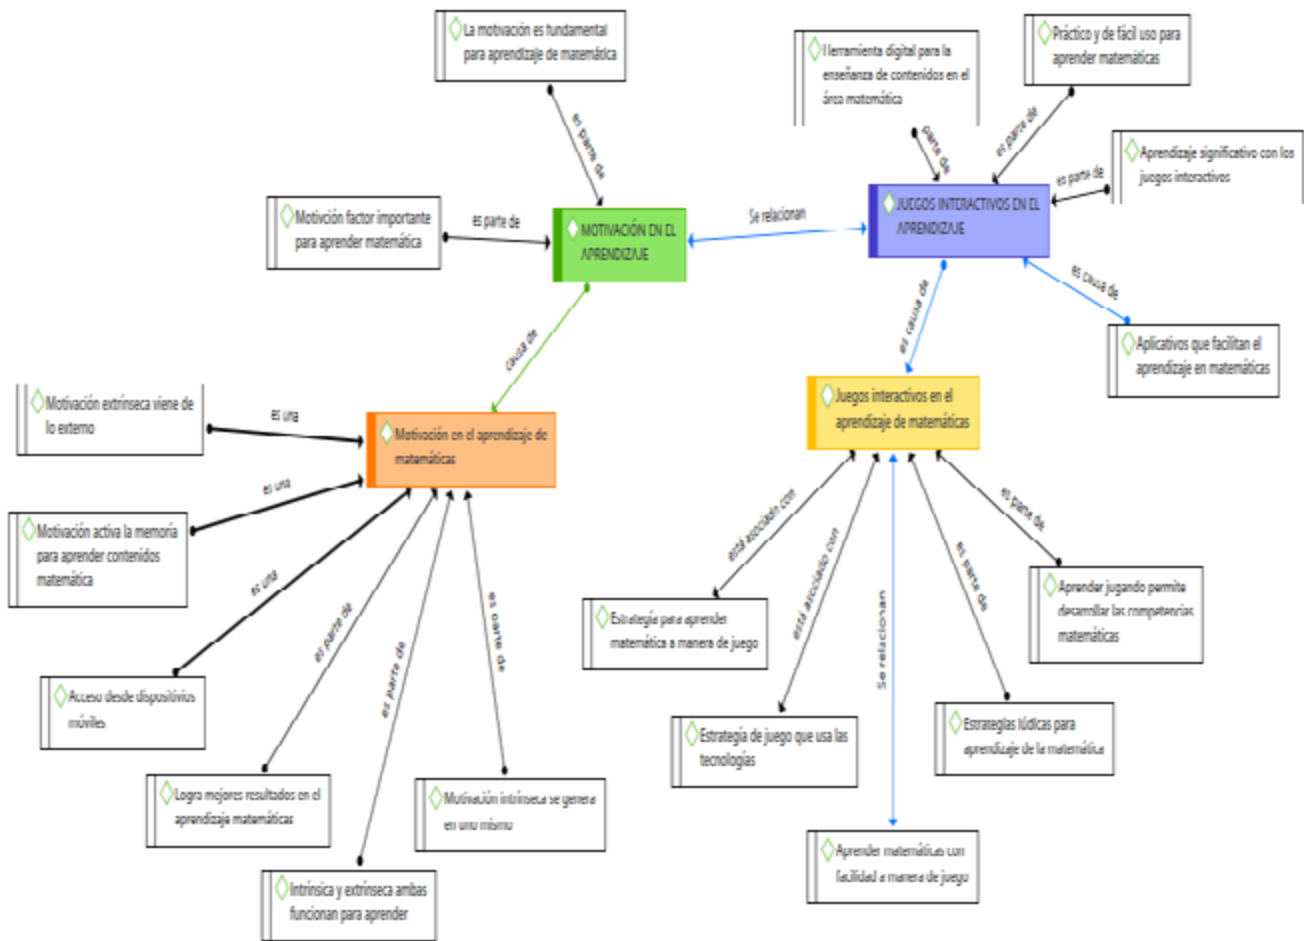 La motivación es fundamental
para aprendizaje de matemática
Herramienta digital para la
enseñanza de contenidos en el
área matemática
Práctico y de fácil uso para
aprender matemáticas
es parte de
parte de
es parte de
Aprendizaje significativo con los
juegos interactivos
es parte de
Motivción factor importante
para aprender matemática
es parte de
MOTIVACIÓN EN EL
APRENDIZAJE
Se relacionan
JUEGOS INTERACTIVOS EN EL
APRENDIZAJE
causa de
es causa de
es causa de
Aplicativos que facilitan el
aprendizaje en matemáticas
Motivación extrínseca viene de
lo externo
es una
Motivación en el aprendizaje de
matemáticas
Juegos interactivos en el
aprendizaje de matemáticas
Motivación activa la memoria
para aprender contenidos
matemática
es una
es una
es parte de
es parte de
es parte de
está asociado con
está asociado con
Se relacionan
es parte de
es parte de
Estrategia para aprender
matemática a manera de juego
Aprender jugando permite
desarrollar las competencias
matemáticas
Acceso desde dispositivios
móviles
Estrategia de juego que usa las
tecnologías
Estrategias lúdicas para
aprendizaje de la matemática
Logra mejores resultados en el
aprendizaje matemáticas
Motivación intrínseca se genera
en uno mismo
Intrínsica y extrínseca ambas
funcionan para aprender
Aprender matemáticas con
facilidad a manera de juego